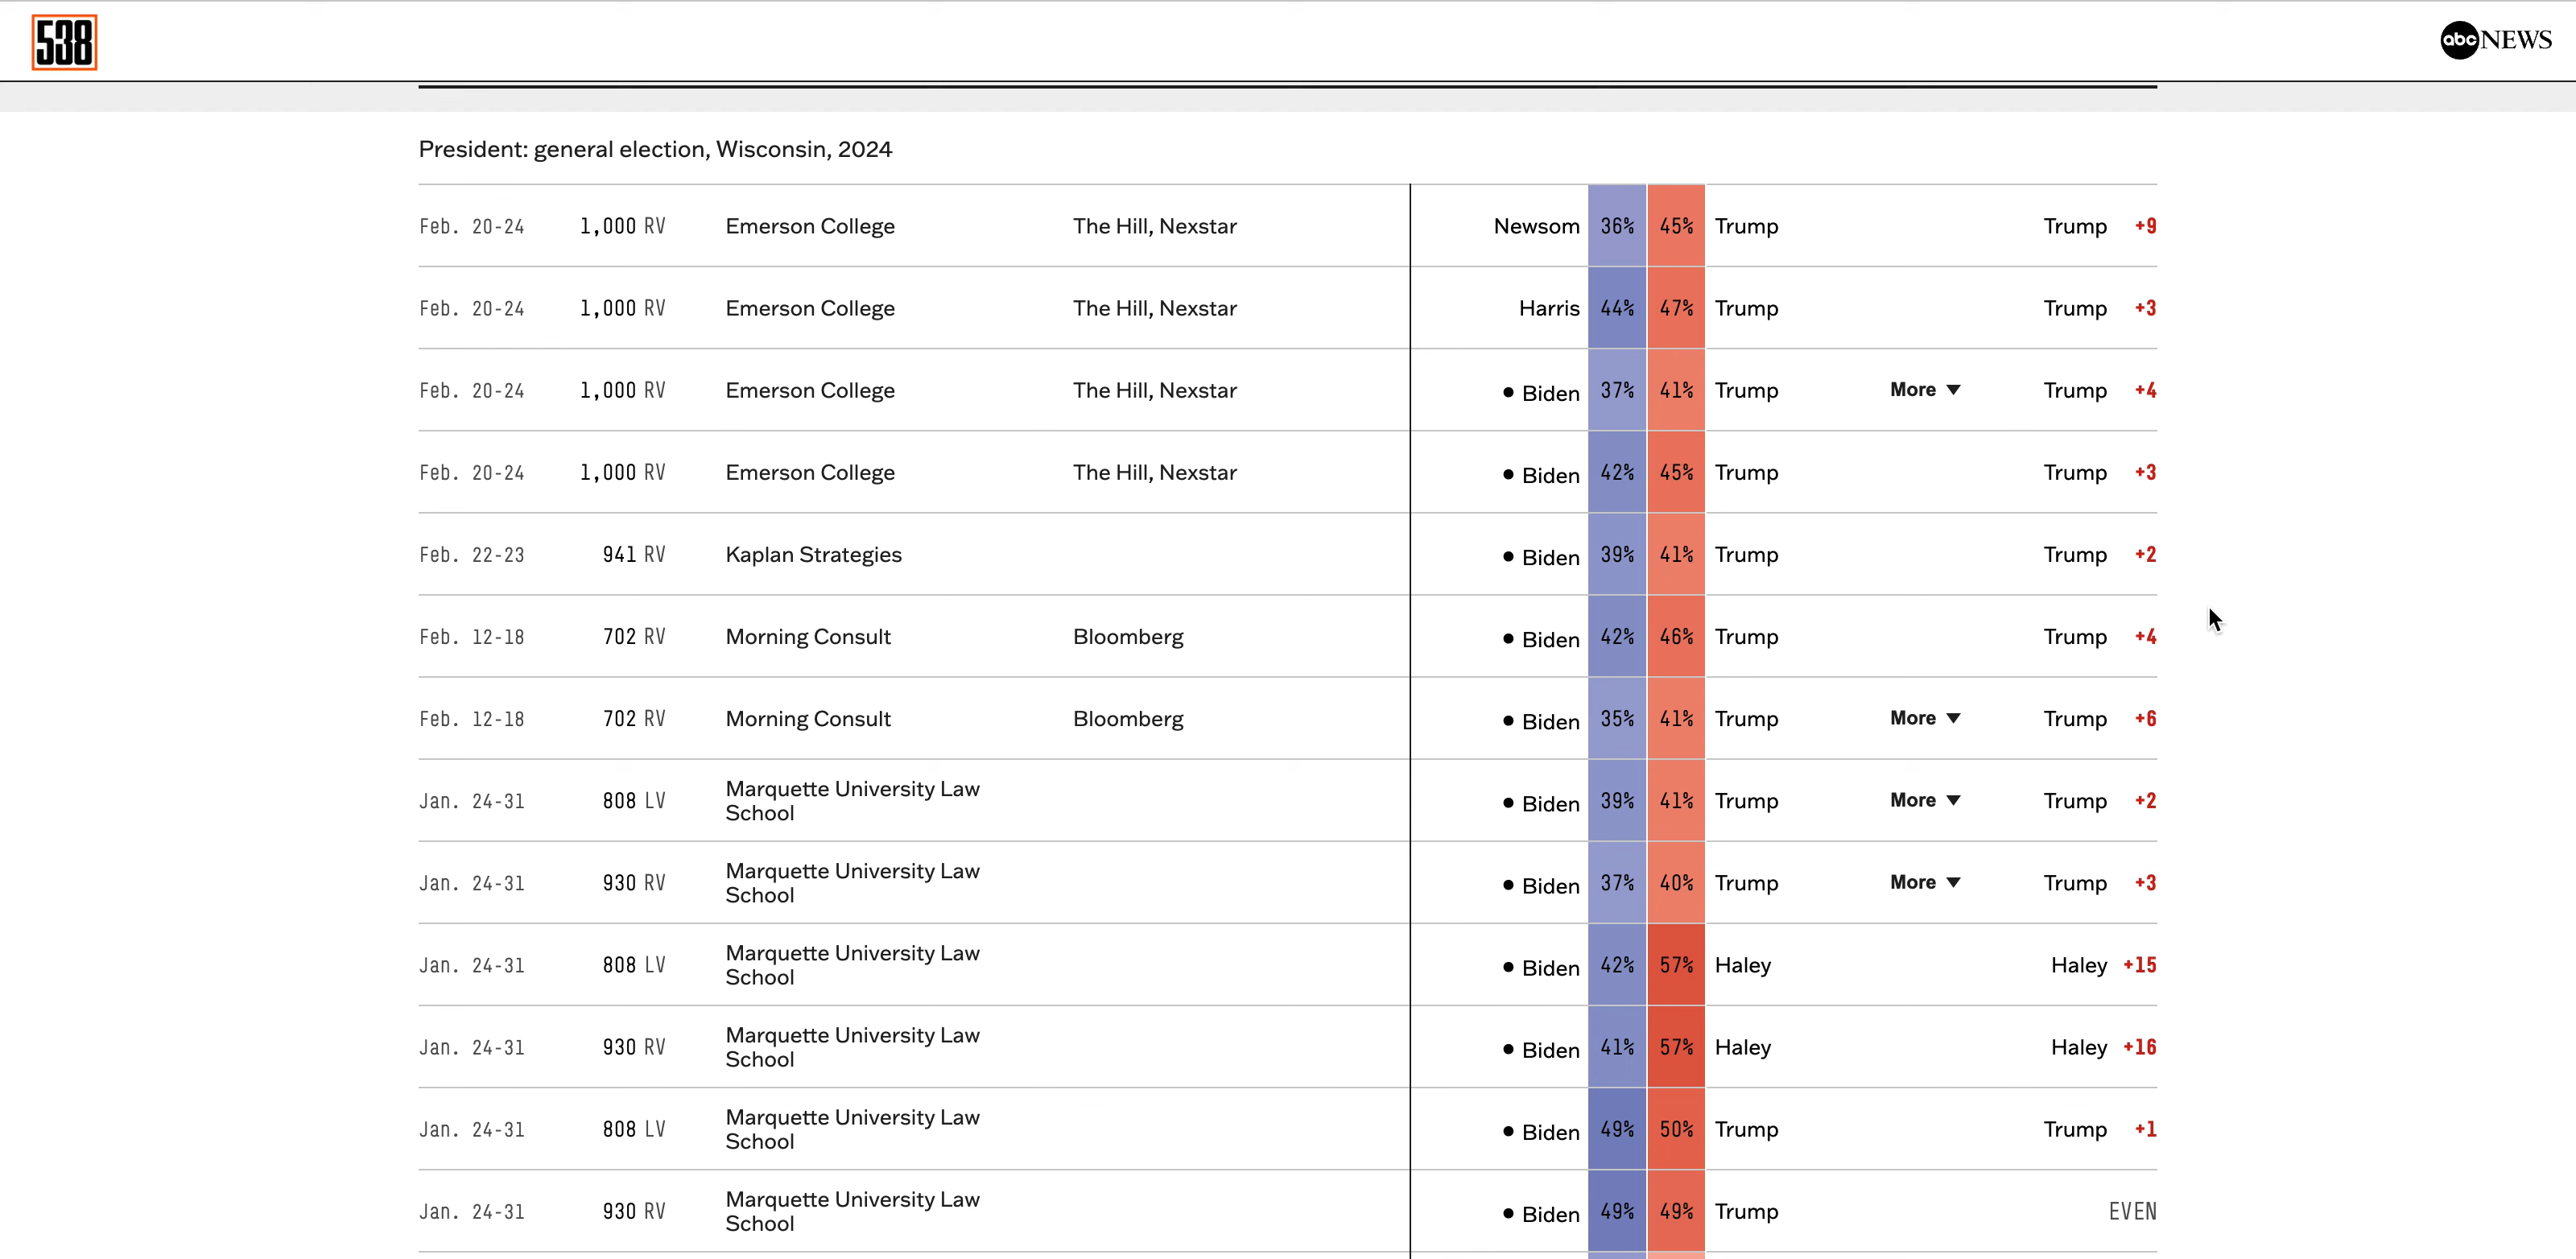 538
abc NEWS
President: general election, Wisconsin, 2024
Feb. 20-24 1,000 RV Emerson College The Hill, Nexstar Newsom 36% 45% Trump Trump +9
Feb. 20-24 1,000 RV Emerson College The Hill, Nexstar Harris 44% 47% Trump Trump +3
Feb. 20-24 1,000 RV Emerson College The Hill, Nexstar • Biden 37% 41% Trump More ▼ Trump +4
Feb. 20-24 1,000 RV Emerson College The Hill, Nexstar • Biden 42% 45% Trump Trump +3
Feb. 22-23 941 RV Kaplan Strategies • Biden 39% 41% Trump Trump +2
Feb. 12-18 702 RV Morning Consult Bloomberg • Biden 42% 46% Trump Trump +4
Feb. 12-18 702 RV Morning Consult Bloomberg • Biden 35% 41% Trump More ▼ Trump +6
Jan. 24-31 808 LV Marquette University Law School • Biden 39% 41% Trump More ▼ Trump +2
Jan. 24-31 930 RV Marquette University Law School • Biden 37% 40% Trump More ▼ Trump +3
Jan. 24-31 808 LV Marquette University Law School • Biden 42% 57% Haley Haley +15
Jan. 24-31 930 RV Marquette University Law School • Biden 41% 57% Haley Haley +16
Jan. 24-31 808 LV Marquette University Law School • Biden 49% 50% Trump Trump +1
Jan. 24-31 930 RV Marquette University Law School • Biden 49% 49% Trump EVEN